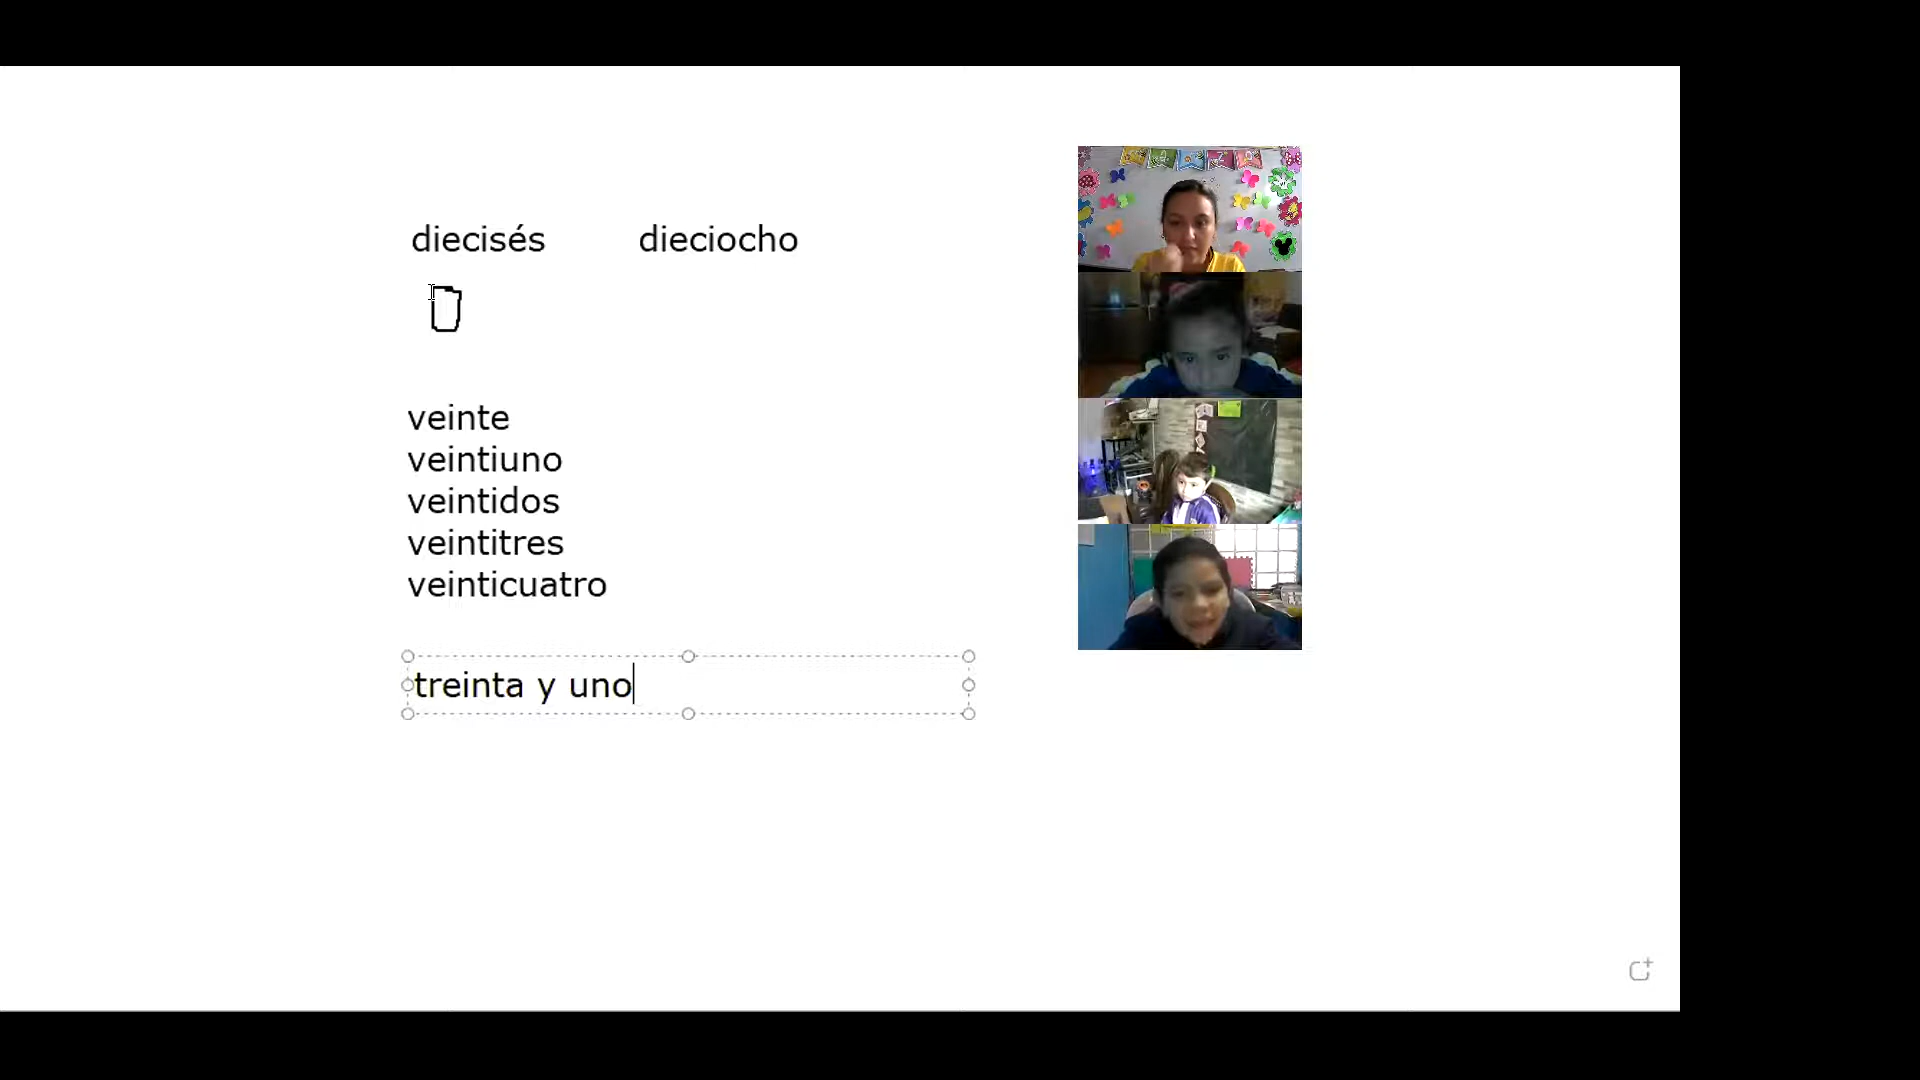 diecisés dieciocho
veinte
veintiuno
veintidos
veintitres
veinticuatro
treinta y uno